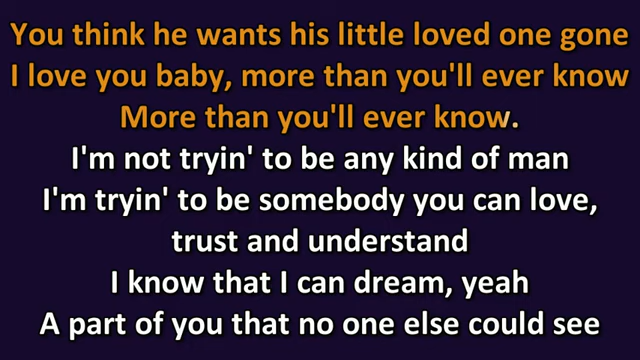 You think he wants his little loved one gone
I love you baby, more than you'll ever know
More than you'll ever know.
I'm not tryin' to be any kind of man
I'm tryin' to be somebody you can love,
trust and understand
I know that I can dream, yeah
A part of you that no one else could see